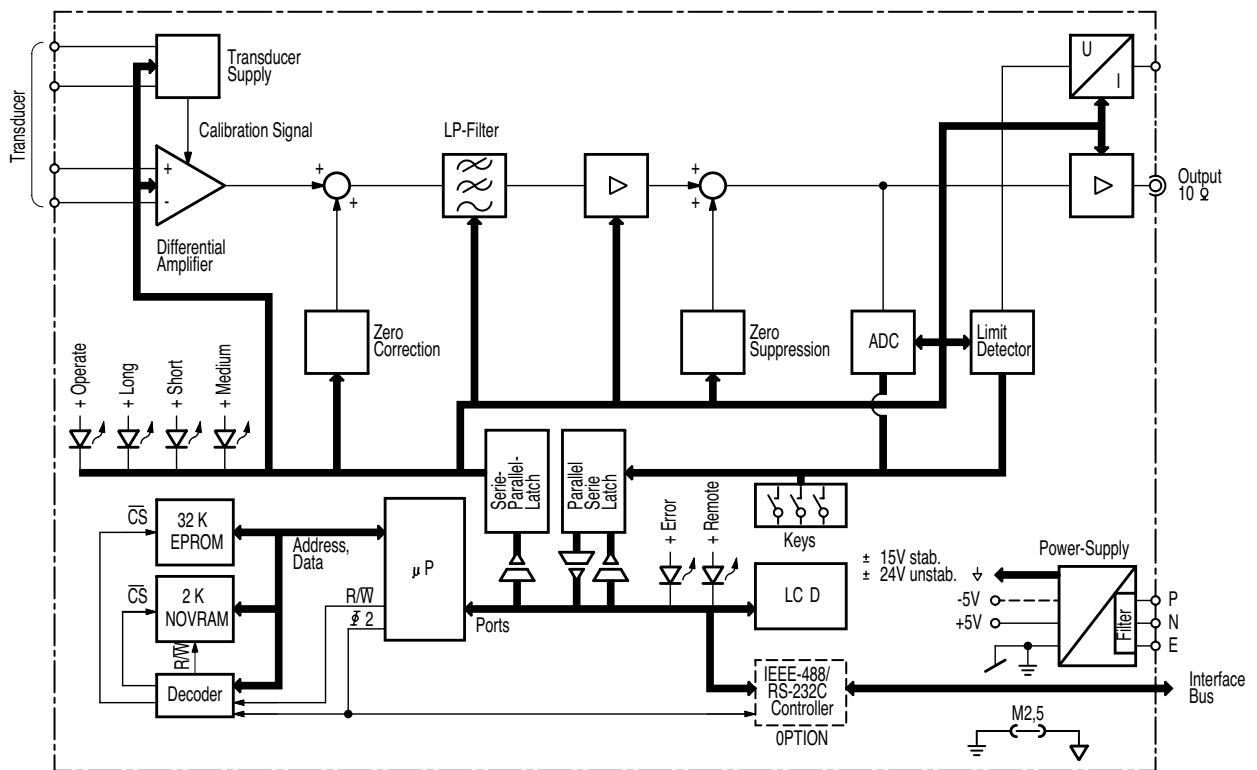 Transducer
Transducer
Supply
Calibration Signal
+
-
Differential
Amplifier
+
+
Zero
Correction
LP-Filter
+
+
Zero
Suppression
U
I
Output
10 Ω
ADC
Limit
Detector
+ Operate
+ Long
+ Short
+ Medium
Serie-
Parallel-
Latch
Parallel
Serie
Latch
+ Error
+ Remote
Keys
CS
32 K
EPROM
Address,
Data
μP
CS
2 K
NOVRAM
R/W
R/W
2
Ports
Decoder
LC D
IEEE-488/
RS-232C
Controller
OPTION
Power-Supply
± 15V stab.
± 24V unstab.
-5V
+5V
Filter
P
N
E
Interface
Bus
M2,5